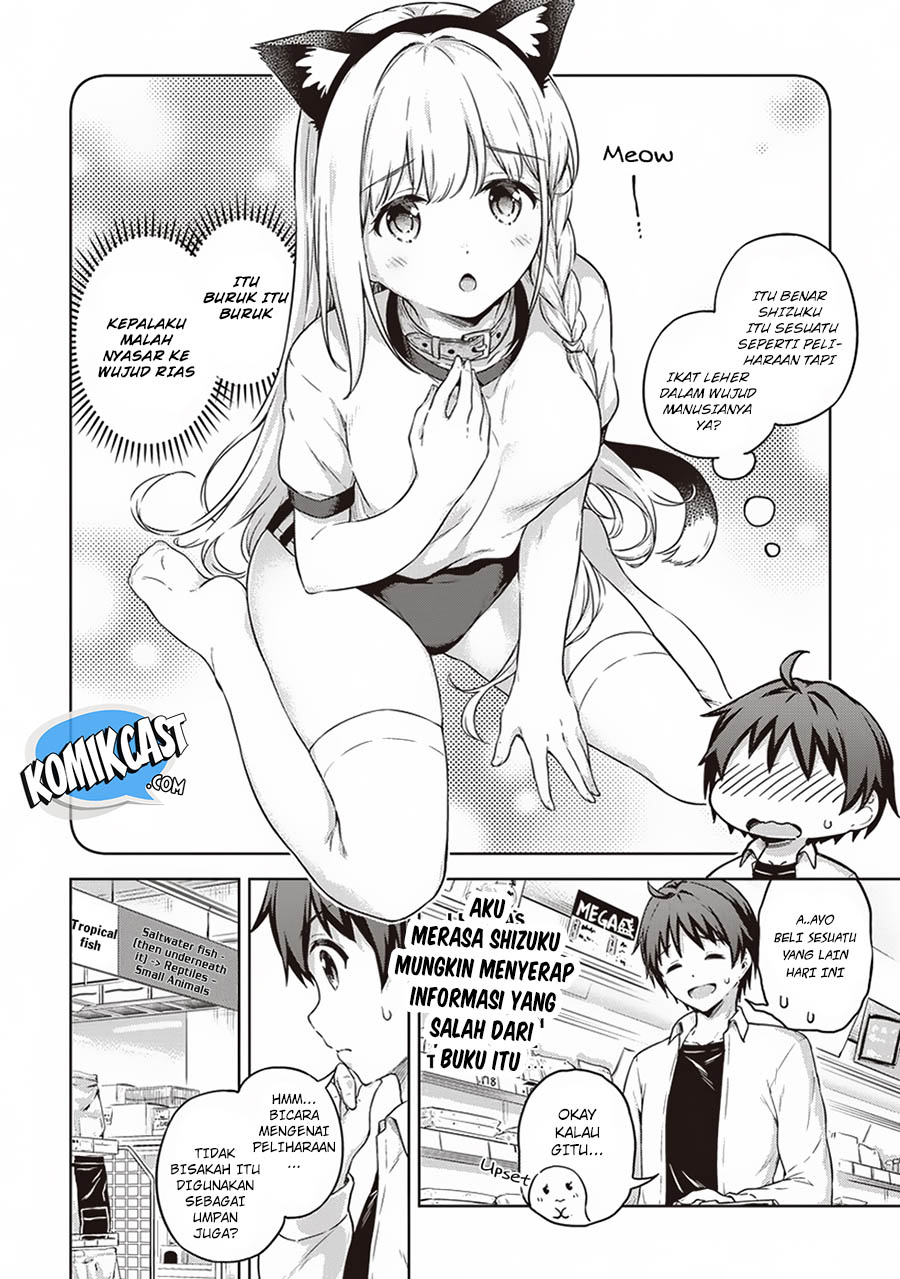 Meow
ITU BENAR
SHIZUKU
ITU SESUATU
SEPERTI PELI-
HARAAN TAPI
IKAT LEHER
DALAM WUJUD
MANUSIANYA
YA?
ITU
BURUK ITU
BURUK
KEPALAKU
MALAH
NYASAR KE
WUJUD RIAS
KOMIKCAST
.COM
A..AYO
BELI SESUATU
YANG LAIN
HARI INI
MEGA
AKU
MERASA SHIZUKU
MUNGKIN MENYERAP
INFORMASI YANG
SALAH DARI
BUKU ITU
OKAY
KALAU
GITU...
Upset
Tropical
fish
Saltwater fish -
[then underneath
it] -> Reptiles -
Small Animals
HMM...
BICARA
MENGENAI
PELIHARAAN
...
TIDAK
BISAKAH ITU
DIGUNAKAN
SEBAGAI
UMPAN
JUGA?